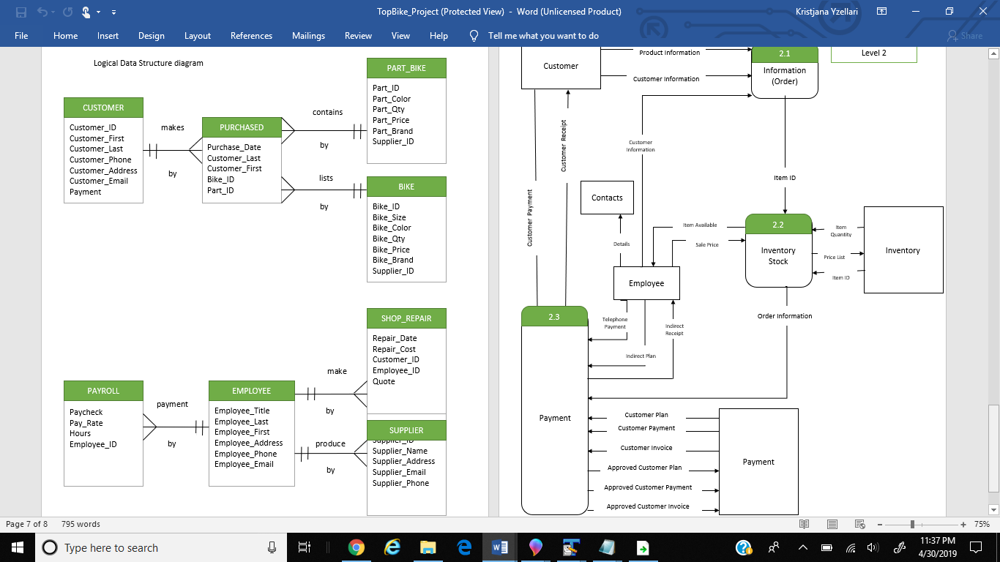 TopBike_Project (Protected View) - Word (Unlicensed Product)
Kristjana Yzellari
File Home Insert Design Layout References Mailings Review View Help Tell me what you want to do Share
Logical Data Structure diagram
CUSTOMER
Customer_ID
Customer_First
Customer_Last
Customer_Phone
Customer_Address
Customer_Email
Payment
makes
by
PURCHASED
Purchase_Date
Customer_Last
Customer_First
Bike_ID
Part_ID
contains
by
PART_BIKE
Part_ID
Part_Color
Part_Qty
Part_Price
Part_Brand
Supplier_ID
lists
by
BIKE
Bike_ID
Bike_Size
Bike_Color
Bike_Qty
Bike_Price
Bike_Brand
Supplier_ID
PAYROLL
Paycheck
Pay_Rate
Hours
Employee_ID
payment
by
EMPLOYEE
Employee_Title
Employee_Last
Employee_First
Employee_Address
Employee_Phone
Employee_Email
make
by
SHOP_REPAIR
Repair_Date
Repair_Cost
Customer_ID
Employee_ID
Quote
produce
by
SUPPLIER
Supplier_ID
Supplier_Name
Supplier_Address
Supplier_Email
Supplier_Phone
Customer
Product Information
Customer Information
2.1
Information
(Order)
Level 2
Customer Payment
Customer Receipt
Customer
Information
Item ID
Contacts
Details
Item Available
Sale Price
2.2
Inventory
Stock
Item
Quantity
Price List
Item ID
Inventory
Employee
Order Information
2.3
Payment
Telephone
Payment
Indirect
Receipt
Indirect Plan
Customer Plan
Customer Payment
Customer Invoice
Approved Customer Plan
Approved Customer Payment
Approved Customer Invoice
Payment
Page 7 of 8 795 words
75%
Type here to search
11:37 PM
4/30/2019